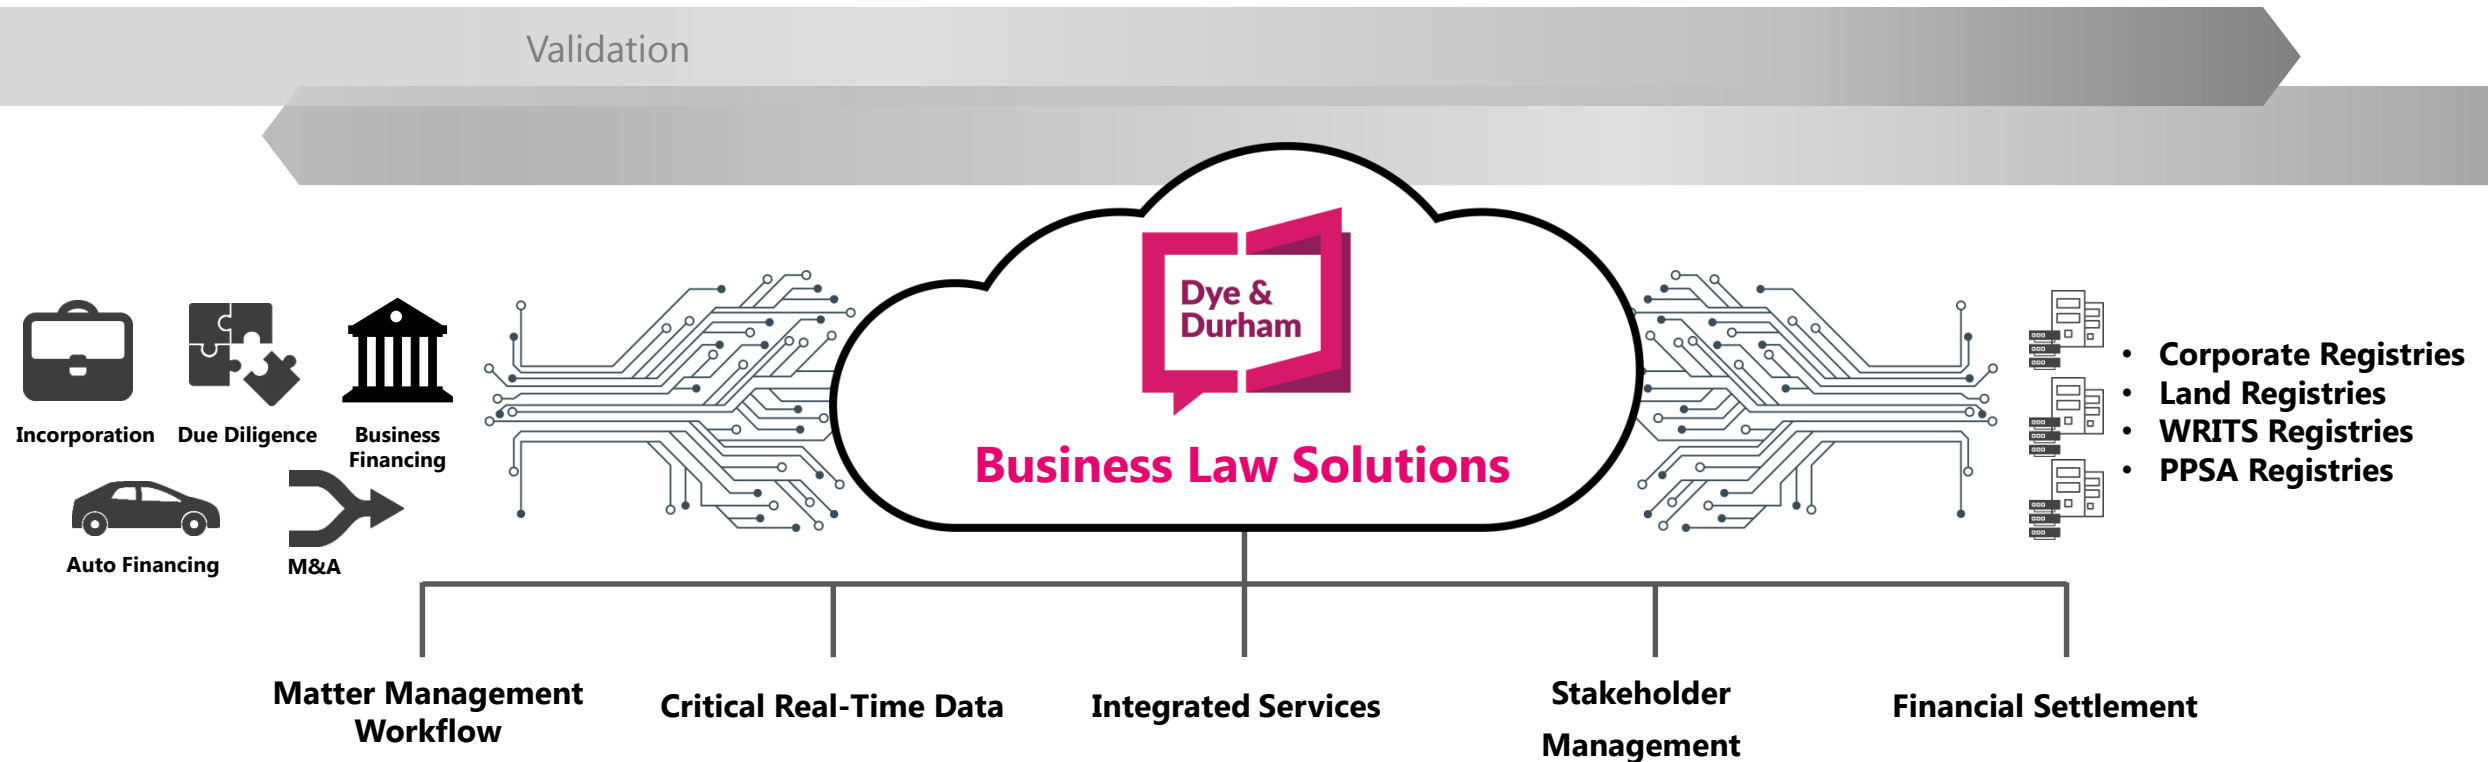 Validation
Dye &
Durham
Business Law Solutions
Incorporation
Due Diligence
Business
Financing
Auto Financing
M&A
• Corporate Registries
• Land Registries
• WRITS Registries
• PPSA Registries
Matter Management
Workflow
Critical Real-Time Data
Integrated Services
Stakeholder
Management
Financial Settlement